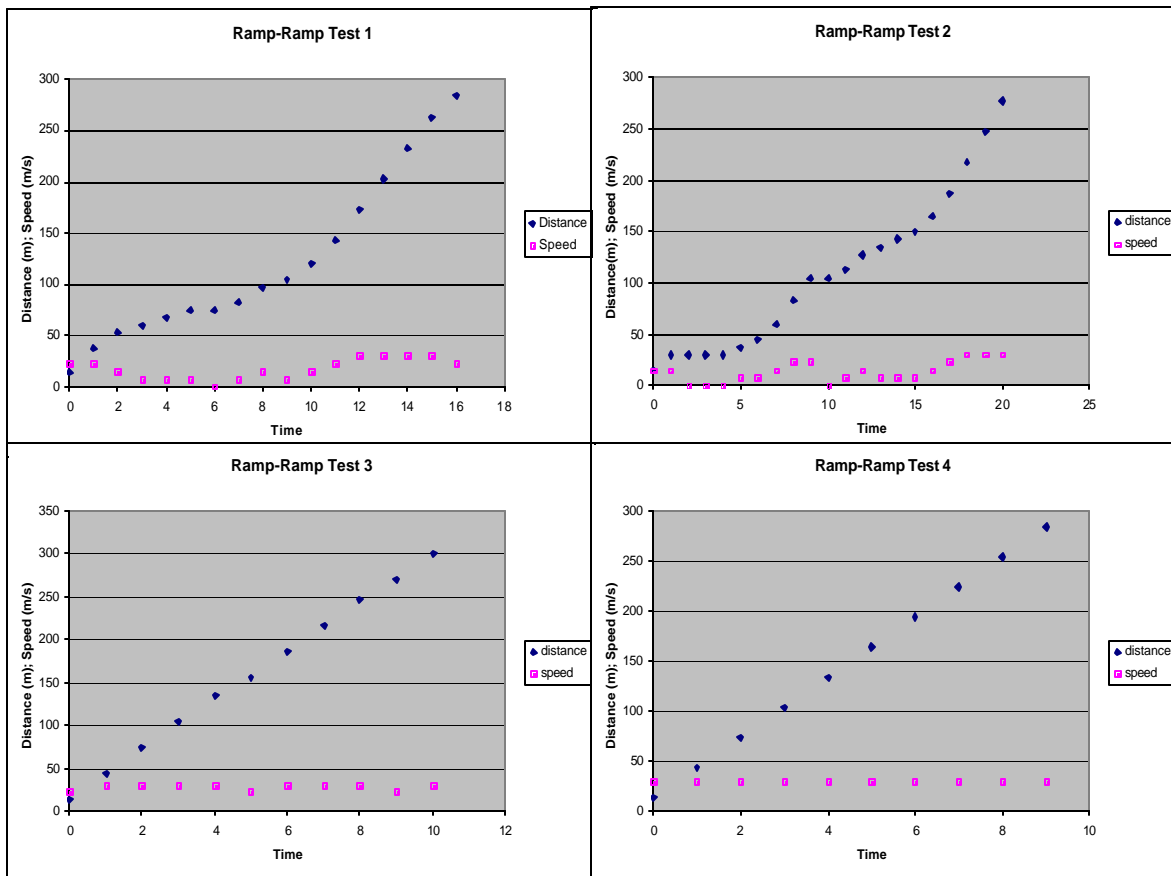 Ramp-Ramp Test 1
Distance (m); Speed (m/s)
300
250
200
150
100
50
0
0 2 4 6 8 10 12 14 16 18
Time
Distance
Speed
Ramp-Ramp Test 2
Distance(m); Speed (m/s)
300
250
200
150
100
50
0
0 5 10 15 20 25
Time
distance
speed
Ramp-Ramp Test 3
Distance (m); Speed (m/s)
350
300
250
200
150
100
50
0
0 2 4 6 8 10 12
Time
distance
speed
Ramp-Ramp Test 4
Distance (m); Speed (m/s)
300
250
200
150
100
50
0
0 2 4 6 8 10
Time
distance
speed